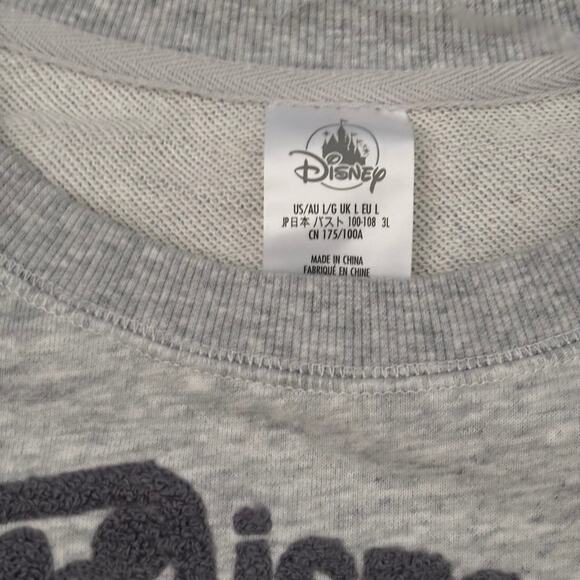 Disney
US/AU L/G UK L EU L
JP日本 バスト 100-108 3L
CN 175/100A
MADE IN CHINA
FABRIQUÉ EN CHINE